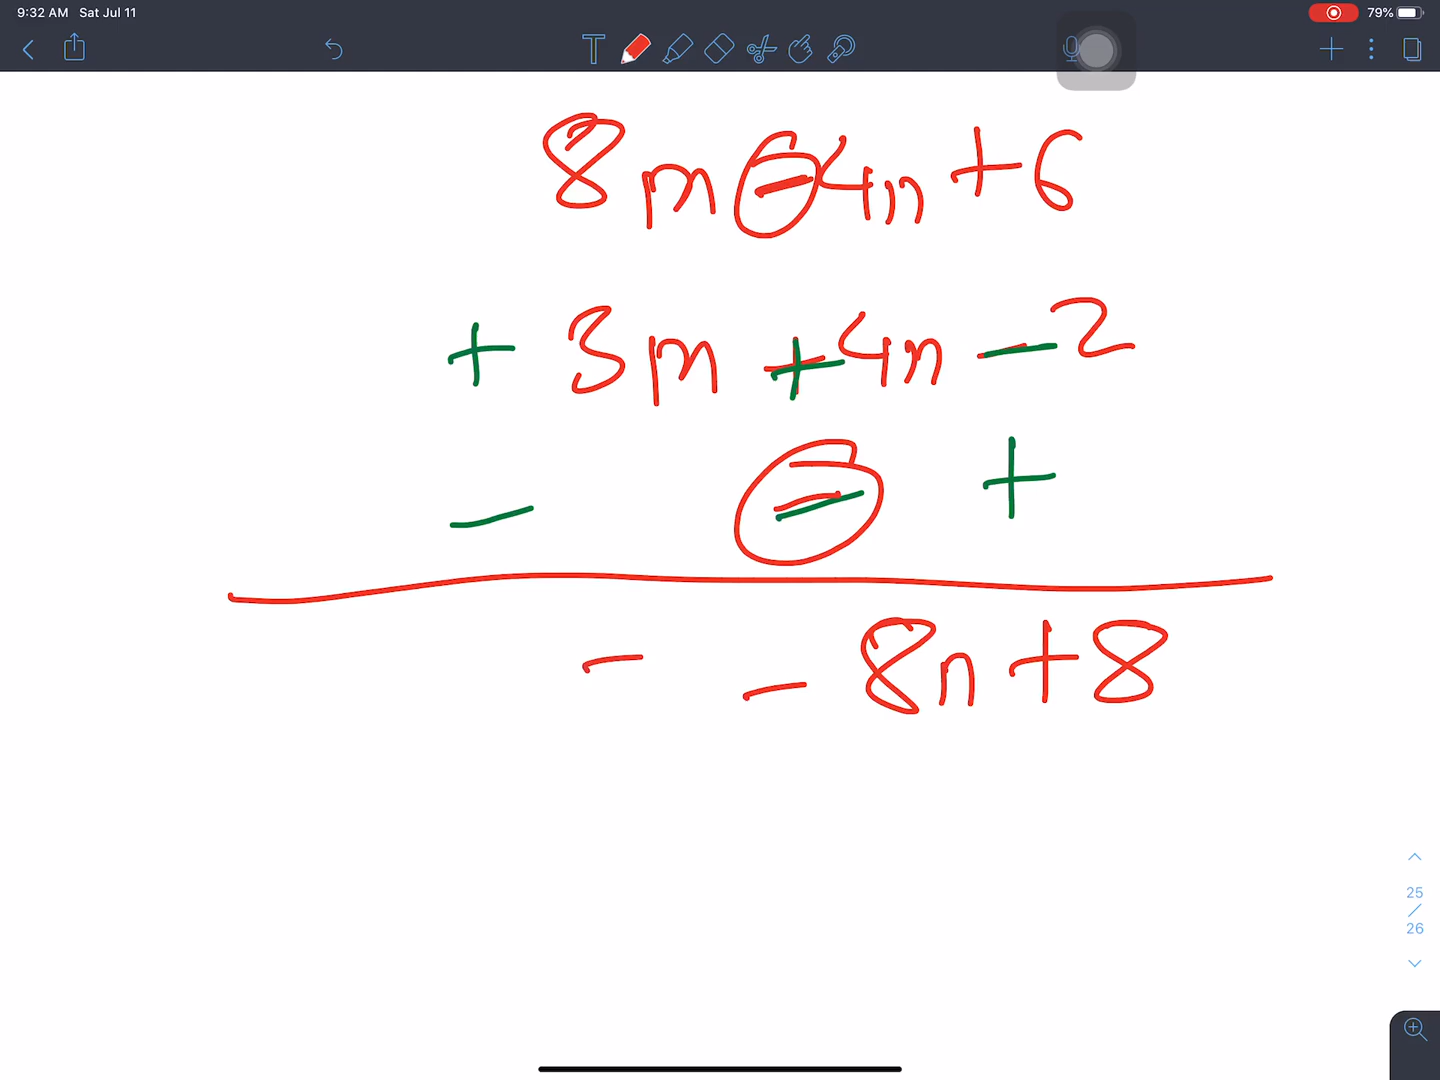 9:32 AM Sat Jul 11
79%
T
8m - 4n + 6
+ 3m + 4n - 2
- - +
- - 8n + 8
25
/
26